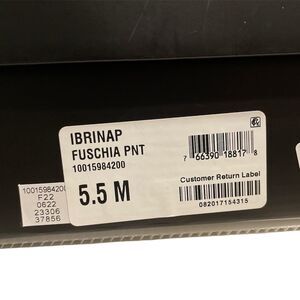 IBRINAP
FUSCHIA PNT
10015984200
5.5 M
7 66390 18817 8
Customer Return Label
082017154315
10015984200
F22
0622
23306
37856